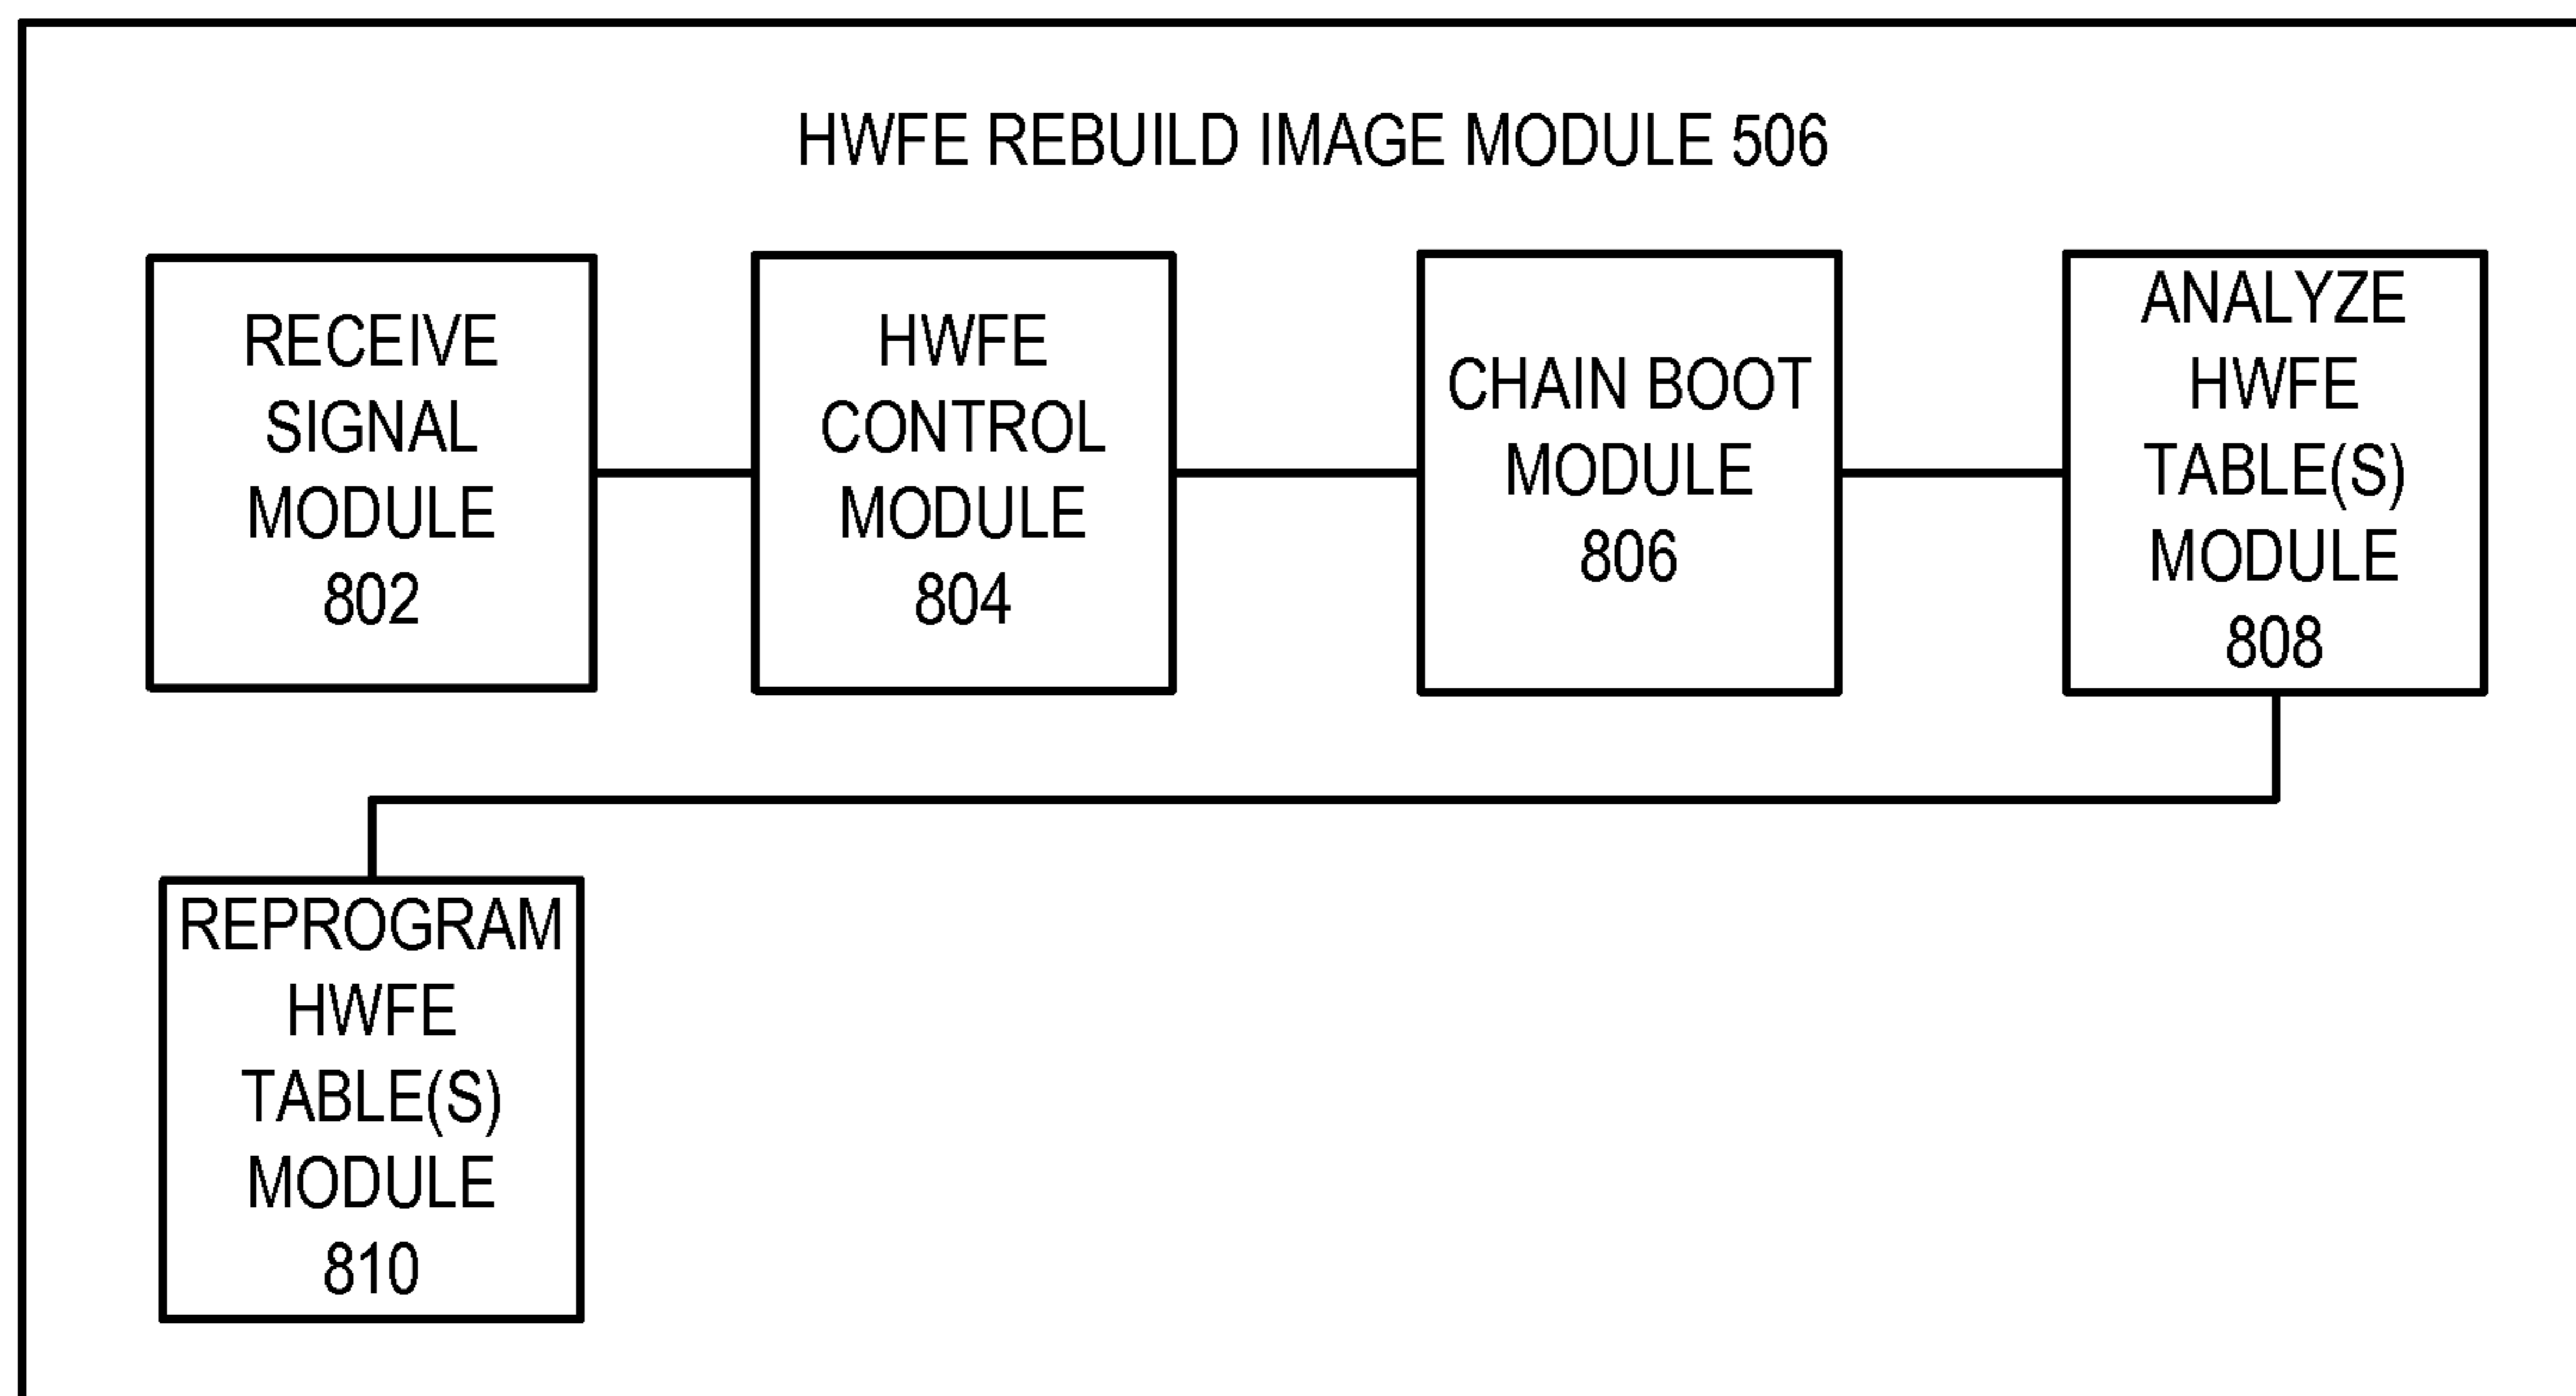 HWFE REBUILD IMAGE MODULE 506
RECEIVE
SIGNAL
MODULE
802
HWFE
CONTROL
MODULE
804
CHAIN BOOT
MODULE
806
ANALYZE
HWFE
TABLE(S)
MODULE
808
REPROGRAM
HWFE
TABLE(S)
MODULE
810